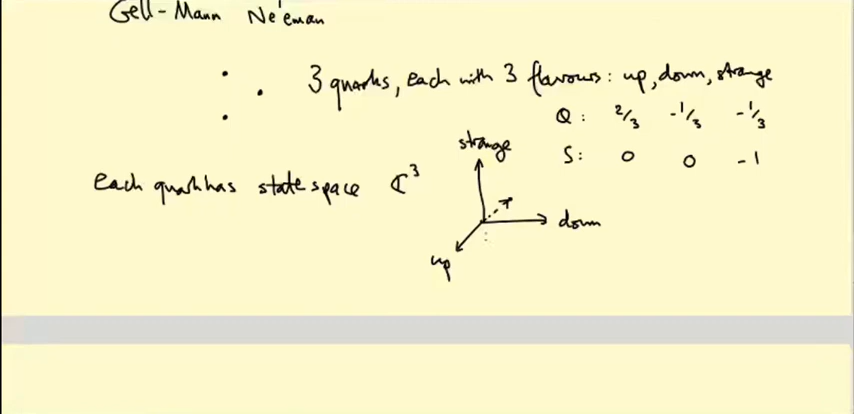 Gell-Mann Ne'eman
3 quarks, each with 3 flavours: up, down, strange
Q: 2/3 -1/3 -1/3
S: 0 0 -1
each quark has state space ℂ³
strange
down
up